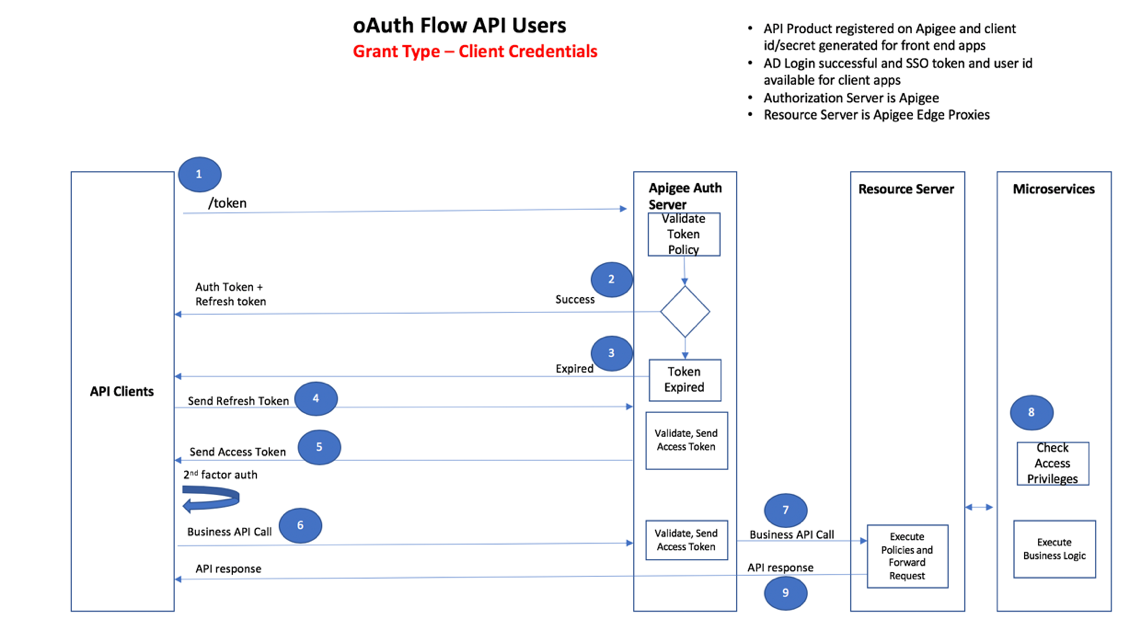 oAuth Flow API Users
Grant Type – Client Credentials
• API Product registered on Apigee and client
id/secret generated for front end apps
• AD Login successful and SSO token and user id
available for client apps
• Authorization Server is Apigee
• Resource Server is Apigee Edge Proxies
1
/token
Apigee Auth
Server
Resource Server
Microservices
Validate
Token
Policy
2
Auth Token +
Refresh token
Success
3
Expired
Token
Expired
API Clients
Send Refresh Token
4
8
Validate, Send
Access Token
5
Send Access Token
Check
Access
Privileges
2nd factor auth
7
6
Business API Call
Validate, Send
Access Token
Business API Call
Execute
Policies and
Forward
Request
Execute
Business Logic
API response
API response
9